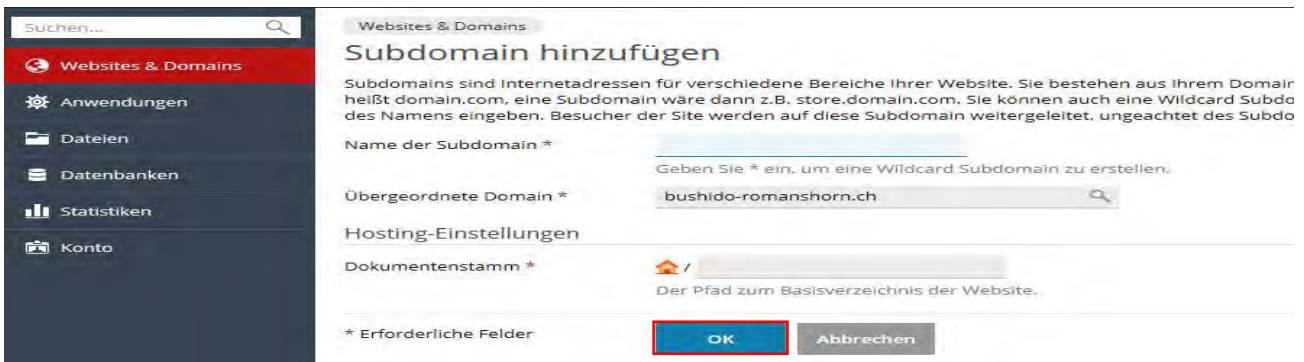 Suchen...
Websites & Domains
Anwendungen
Dateien
Datenbanken
Statistiken
Konto
Websites & Domains
Subdomain hinzufügen
Subdomains sind Internetadressen für verschiedene Bereiche Ihrer Website. Sie bestehen aus Ihrem Domain
heißt domain.com, eine Subdomain wäre dann z.B. store.domain.com. Sie können auch eine Wildcard Subdo
des Namens eingeben. Besucher der Site werden auf diese Subdomain weitergeleitet, ungeachtet des Subdo
Name der Subdomain *
Geben Sie * ein, um eine Wildcard Subdomain zu erstellen.
Übergeordnete Domain * bushido-romanshorn.ch
Hosting-Einstellungen
Dokumentenstamm * /
Der Pfad zum Basisverzeichnis der Website.
* Erforderliche Felder OK Abbrechen